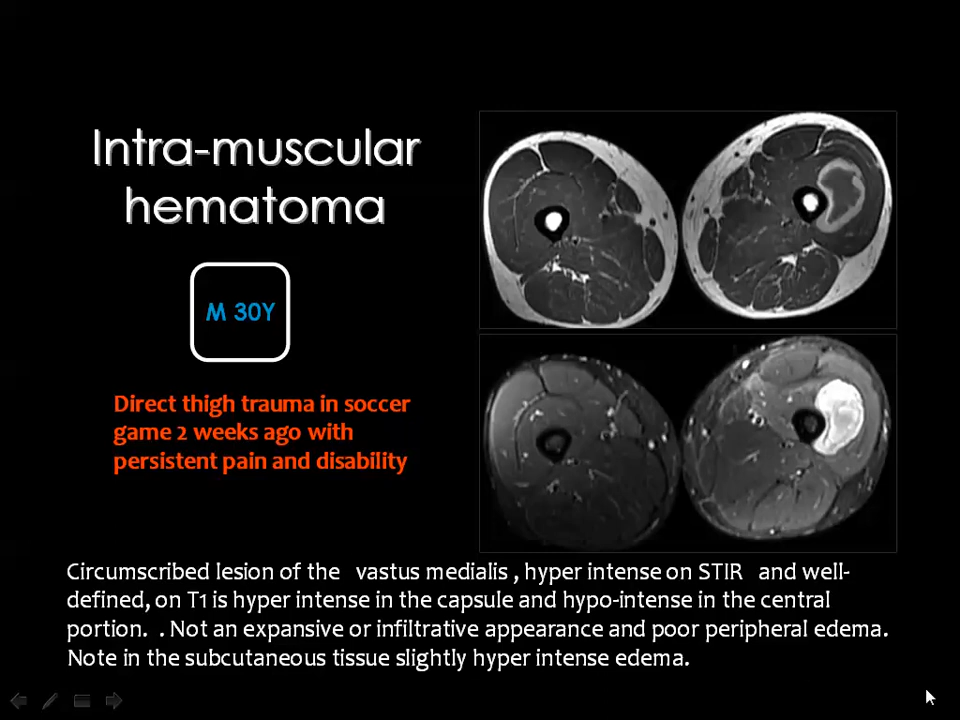 Intra-muscular
hematoma
M 30Y
Direct thigh trauma in soccer
game 2 weeks ago with
persistent pain and disability
Circumscribed lesion of the vastus medialis , hyper intense on STIR and well-
defined, on T1 is hyper intense in the capsule and hypo-intense in the central
portion. . Not an expansive or infiltrative appearance and poor peripheral edema.
Note in the subcutaneous tissue slightly hyper intense edema.